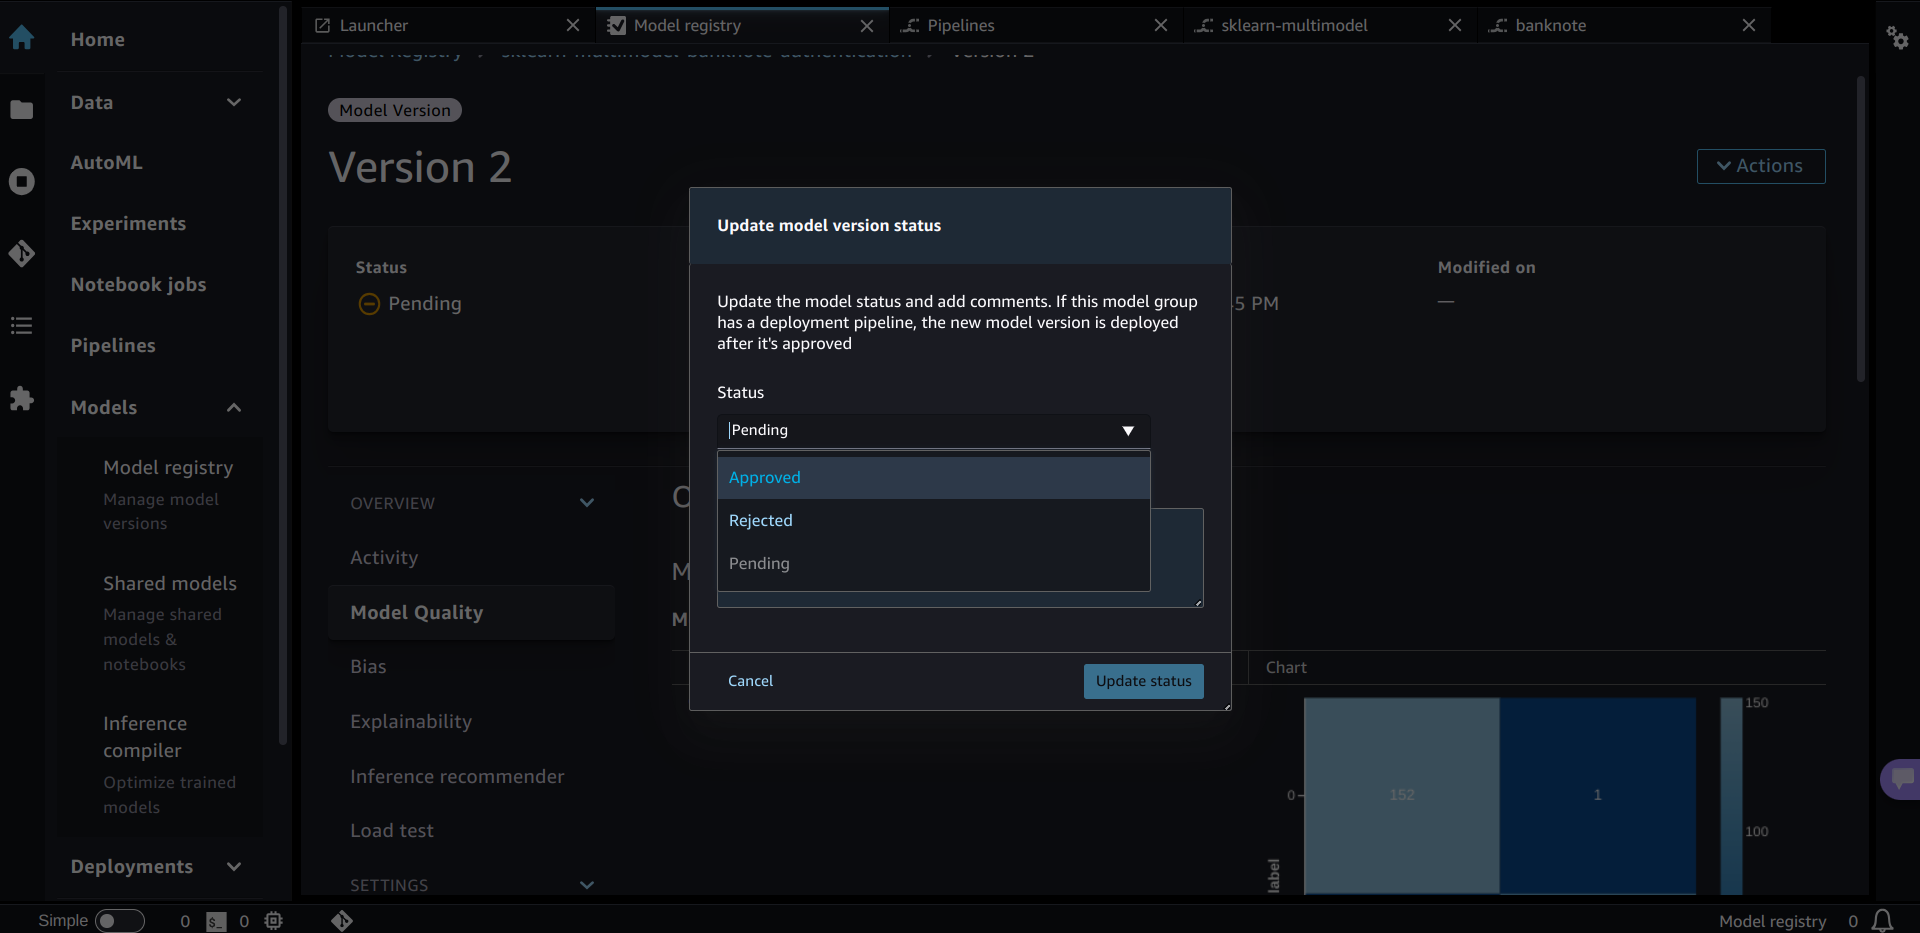 Launcher
Model registry
Pipelines
sklearn-multimodel
banknote
Home
Data
AutoML
Experiments
Notebook jobs
Pipelines
Models
Model registry
Manage model
versions
Shared models
Manage shared
models &
notebooks
Inference
compiler
Optimize trained
models
Deployments
Model Version
Version 2
Actions
Status
Pending
5 PM
Modified on
—
OVERVIEW
Activity
Model Quality
Bias
Explainability
Inference recommender
Load test
SETTINGS
Update model version status
Update the model status and add comments. If this model group
has a deployment pipeline, the new model version is deployed
after it's approved
Status
Pending
Approved
Rejected
Pending
Cancel
Update status
Chart
150
0
152
1
100
label
Simple
0
$_
0
Model registry
0